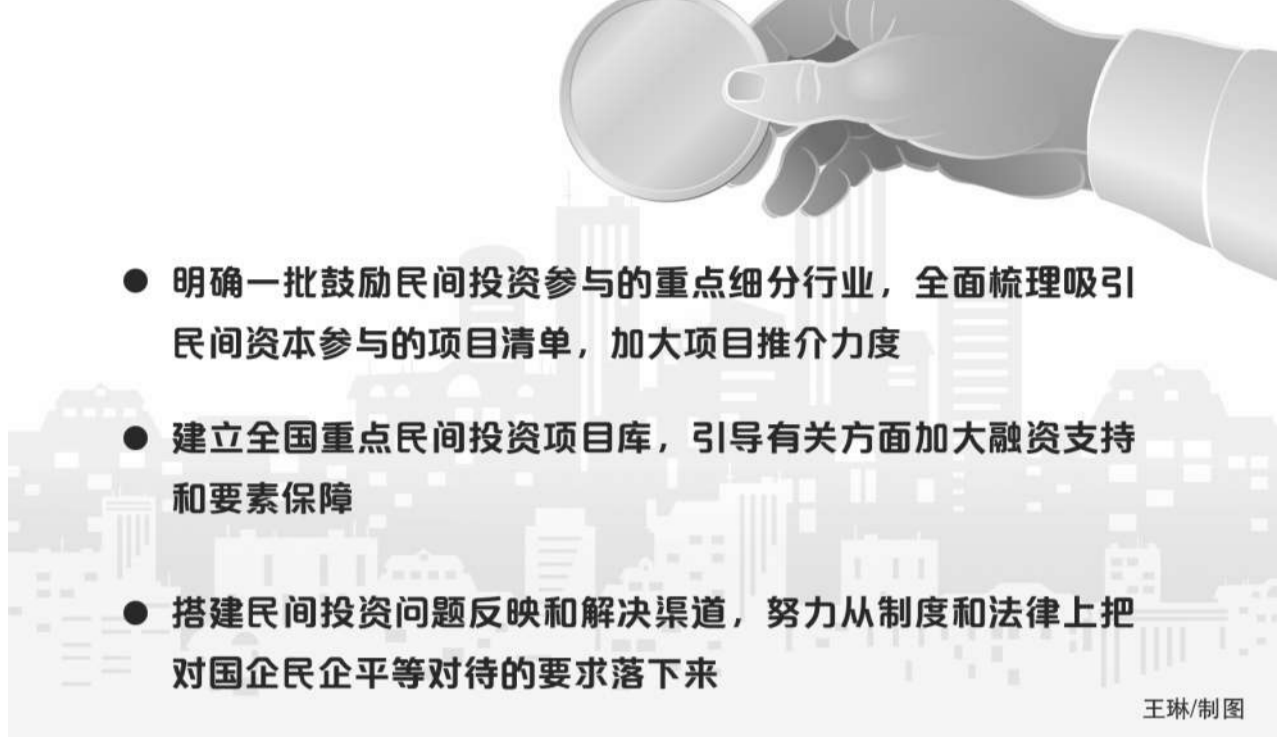 ● 明确一批鼓励民间投资参与的重点细分行业，全面梳理吸引
民间资本参与的项目清单，加大项目推介力度
● 建立全国重点民间投资项目库，引导有关方面加大融资支持
和要素保障
● 搭建民间投资问题反映和解决渠道，努力从制度和法律上把
对国企民企平等对待的要求落下来
王琳/制图